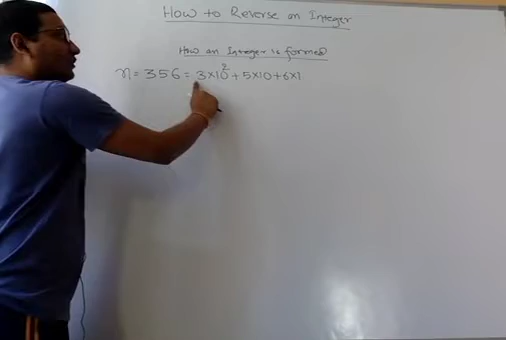 How to Reverse an Integer
How an Integer is formed
n = 356 = 3×10² + 5×10 + 6×1